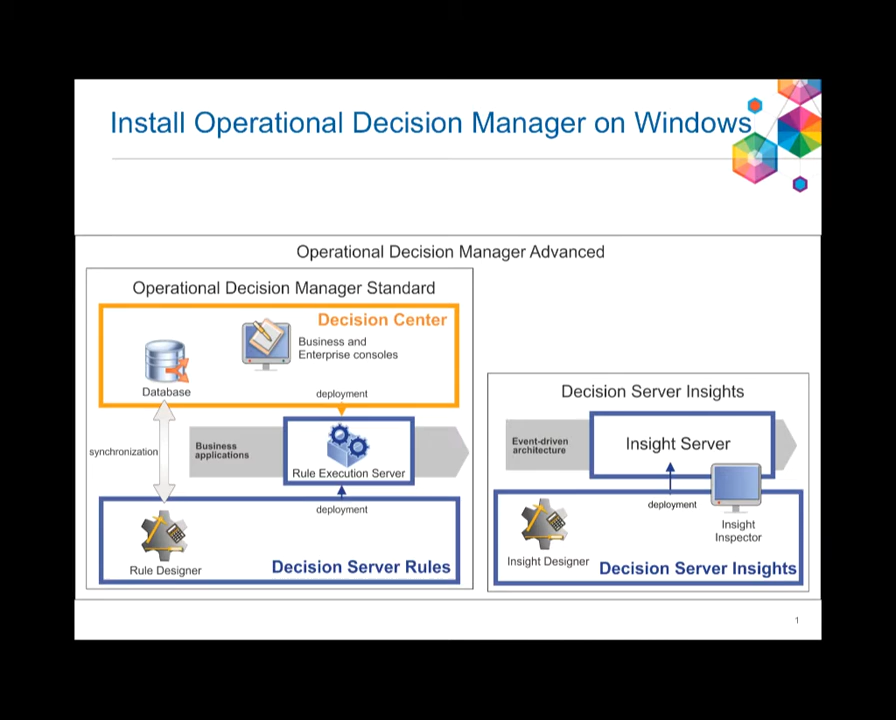 Install Operational Decision Manager on Windows
Operational Decision Manager Advanced
Operational Decision Manager Standard
Decision Center
Business and
Enterprise consoles
Database
deployment
synchronization
Business
applications
Rule Execution Server
deployment
Rule Designer
Decision Server Rules
Decision Server Insights
Event-driven
architecture
Insight Server
deployment
Insight
Inspector
Insight Designer
Decision Server Insights
1